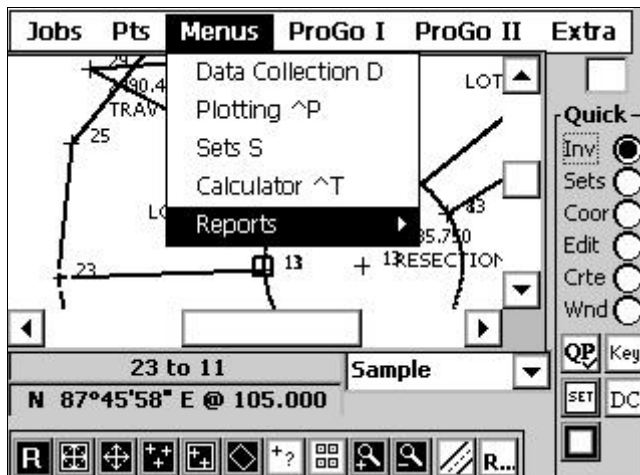 Jobs Pts Menus ProGo I ProGo II Extra
Data Collection D
Plotting ^P
Sets S
Calculator ^T
Reports
LOT
TRAV
25
23
13
RESECTION
Quick
Inv
Sets
Coor
Edit
Crte
Wnd
QP Key
SET DC
23 to 11 Sample
N 87°45'58" E @ 105.000
R +? R...